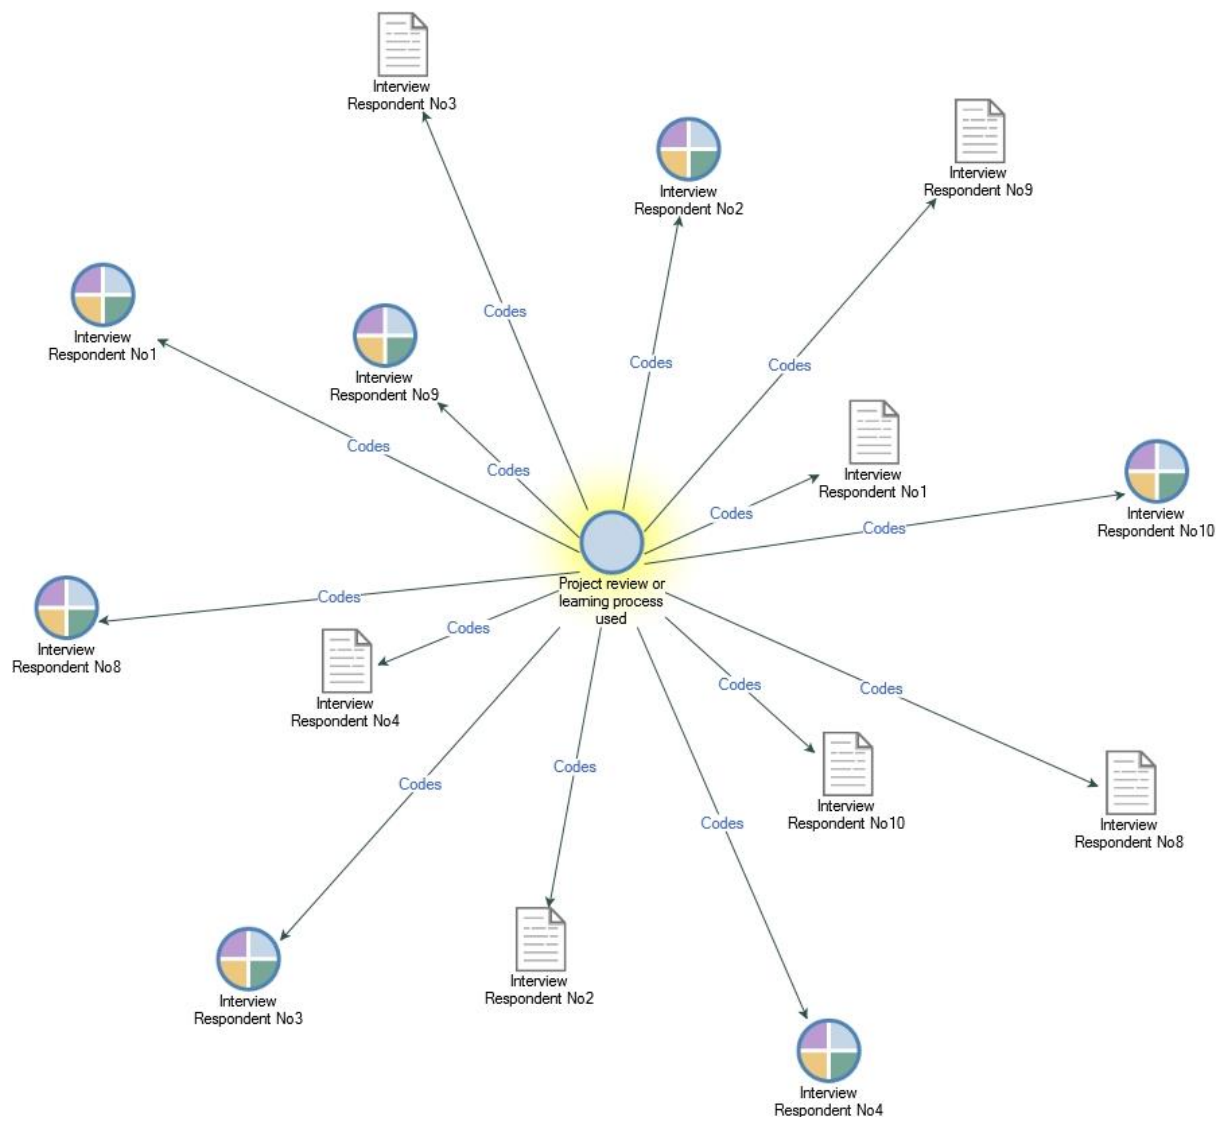 Interview
Respondent No3
Interview
Respondent No2
Interview
Respondent No9
Interview
Respondent No1
Codes
Interview
Respondent No9
Codes
Codes
Codes
Codes
Interview
Respondent No1
Codes
Codes
Interview
Respondent No10
Codes
Project review or
learning process
used
Codes
Interview
Respondent No8
Codes
Interview
Respondent No4
Codes
Codes
Codes
Codes
Codes
Interview
Respondent No10
Codes
Interview
Respondent No8
Interview
Respondent No3
Interview
Respondent No2
Interview
Respondent No4